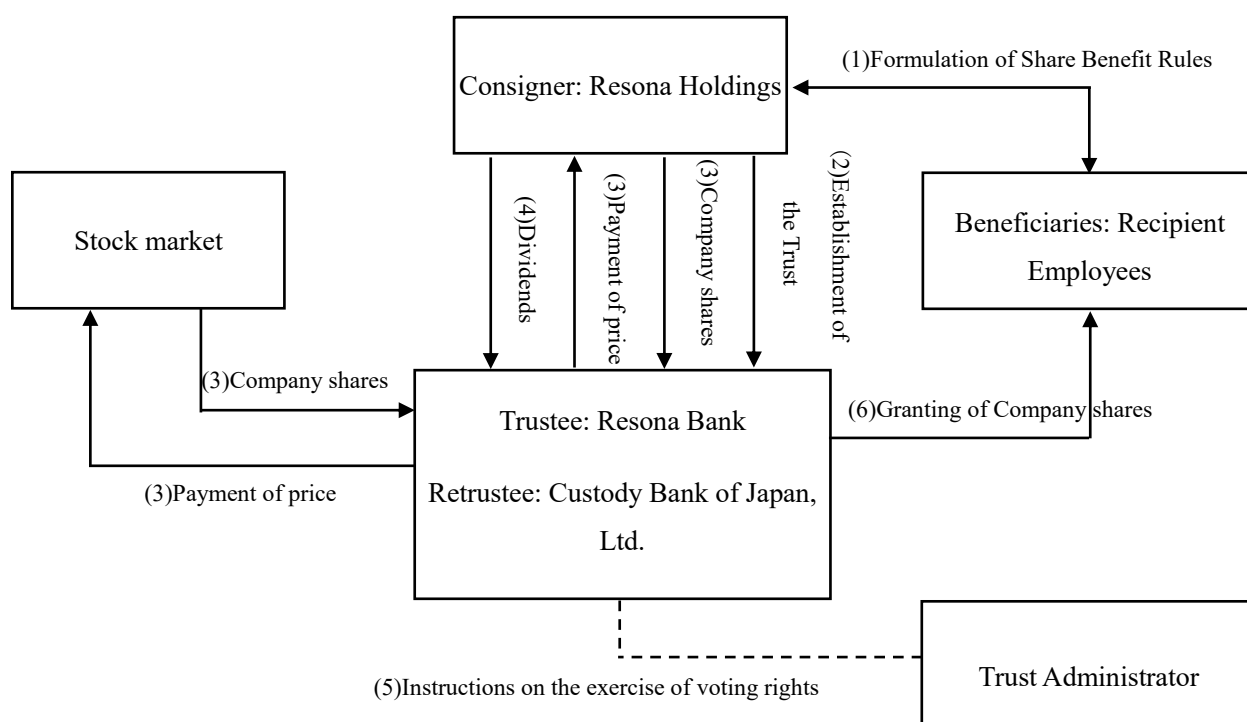 (1)Formulation of Share Benefit Rules
Consigner: Resona Holdings
Stock market
(4)Dividends
(3)Payment of price
(3)Company shares
(2)Establishment of
the Trust
Beneficiaries: Recipient
Employees
(3)Company shares
(3)Payment of price
Trustee: Resona Bank
Retrustee: Custody Bank of Japan,
Ltd.
(6)Granting of Company shares
(5)Instructions on the exercise of voting rights
Trust Administrator